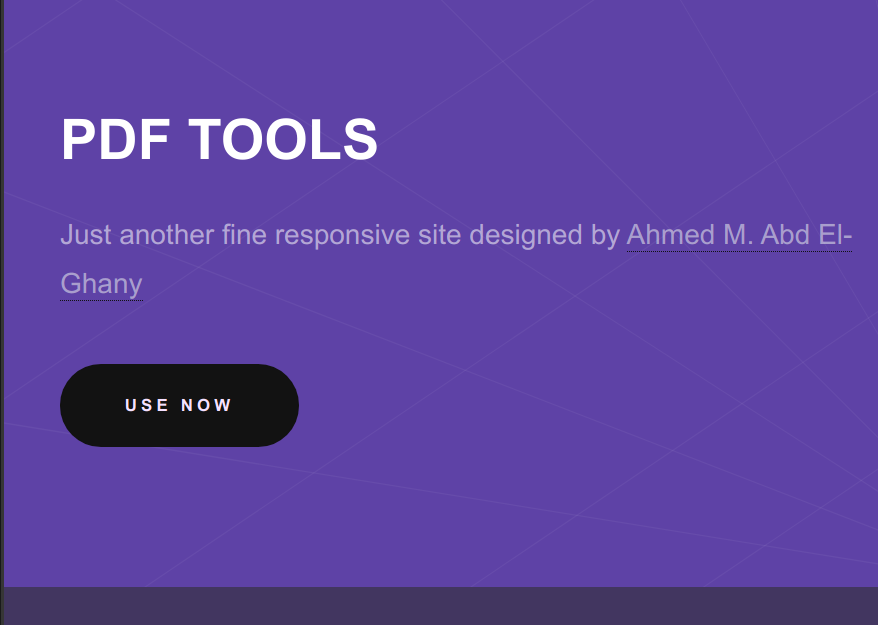 PDF TOOLS
Just another fine responsive site designed by Ahmed M. Abd El-
Ghany
USE NOW